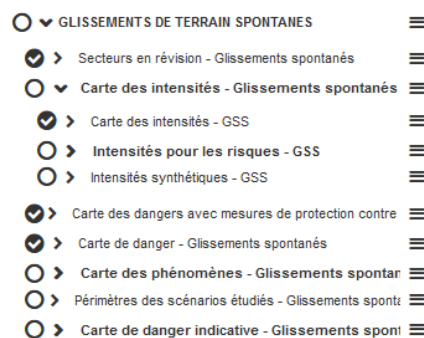 GLISSEMENTS DE TERRAIN SPONTANES
Secteurs en révision - Glissements spontanés
Carte des intensités - Glissements spontanés
Carte des intensités - GSS
Intensités pour les risques - GSS
Intensités synthétiques - GSS
Carte des dangers avec mesures de protection contre
Carte de danger - Glissements spontanés
Carte des phénomènes - Glissements spontan
Périmètres des scénarios étudiés - Glissements sponta
Carte de danger indicative - Glissements spont